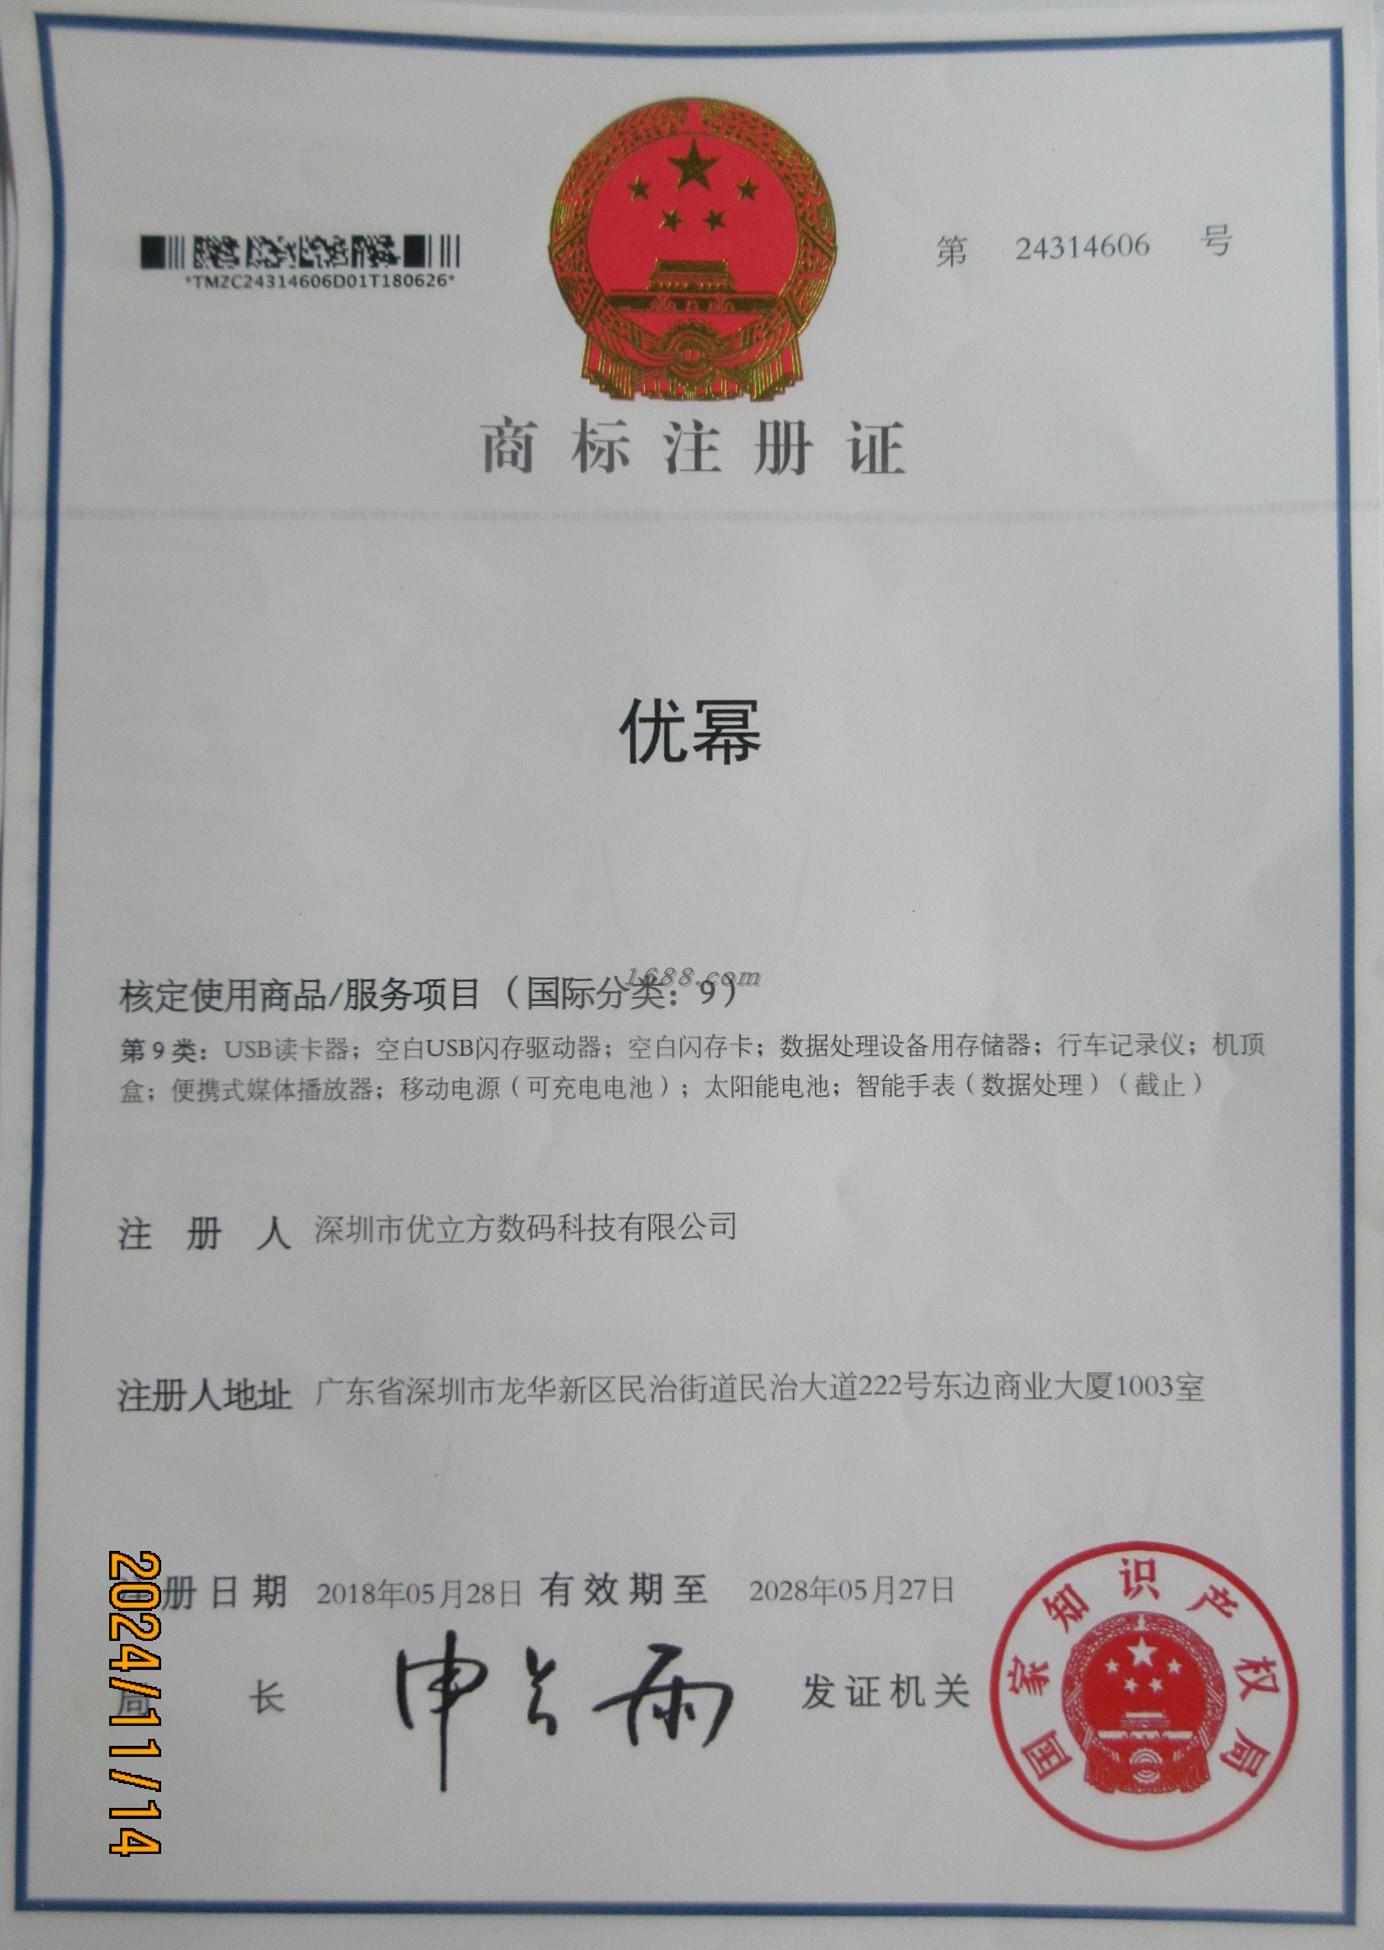 *TMZC24314606D01T180626*
第 24314606 号
商标注册证
优幂
1688.com
核定使用商品/服务项目（国际分类：9）
第9类：USB读卡器；空白USB闪存驱动器；空白闪存卡；数据处理设备用存储器；行车记录仪；机顶
盒；便携式媒体播放器；移动电源（可充电电池）；太阳能电池；智能手表（数据处理）（截止）
注册人 深圳市优立方数码科技有限公司
注册人地址 广东省深圳市龙华新区民治街道民治大道222号东边商业大厦1003室
注册日期 2018年05月28日 有效期至 2028年05月27日
局长 申长雨 发证机关
国家知识产权局
2024/11/14